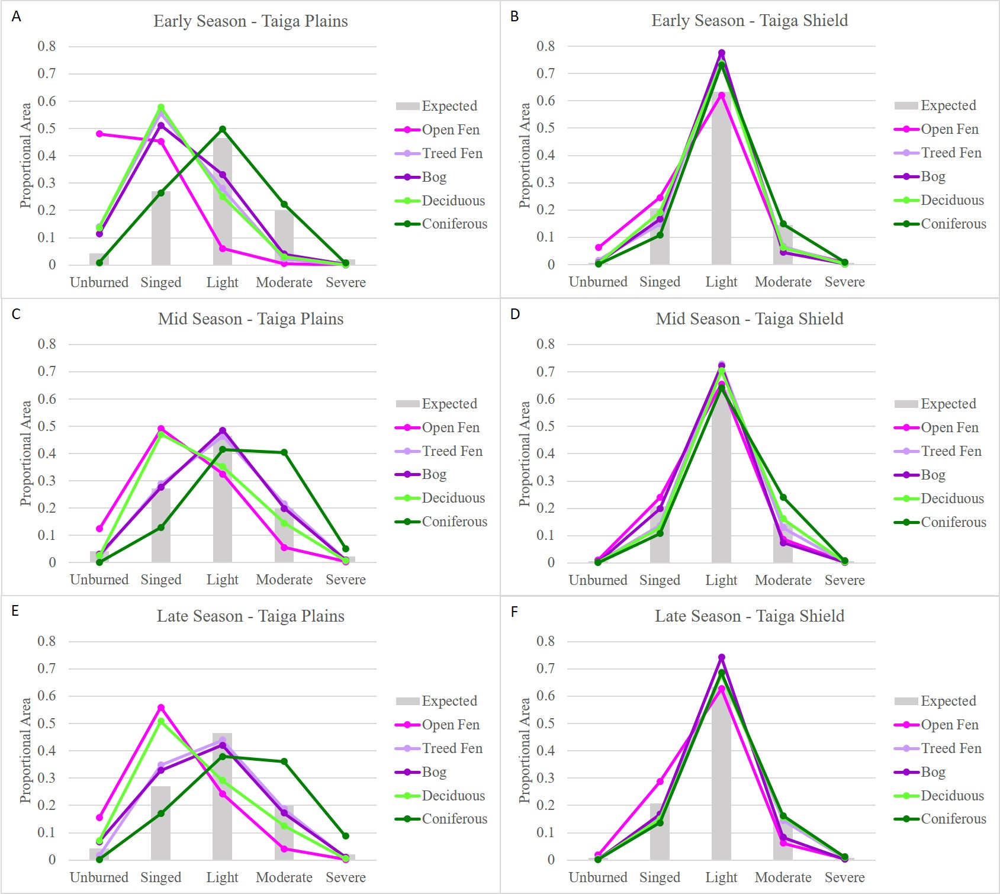 A
Early Season - Taiga Plains
Proportional Area
0.8
0.7
0.6
0.5
0.4
0.3
0.2
0.1
0
Unburned Singed Light Moderate Severe
Expected
Open Fen
Treed Fen
Bog
Deciduous
Coniferous
B
Early Season - Taiga Shield
Proportional Area
0.8
0.7
0.6
0.5
0.4
0.3
0.2
0.1
0
Unburned Singed Light Moderate Severe
Expected
Open Fen
Treed Fen
Bog
Deciduous
Coniferous
C
Mid Season - Taiga Plains
Proportional Area
0.8
0.7
0.6
0.5
0.4
0.3
0.2
0.1
0
Unburned Singed Light Moderate Severe
Expected
Open Fen
Treed Fen
Bog
Deciduous
Coniferous
D
Mid Season - Taiga Shield
Proportional Area
0.8
0.7
0.6
0.5
0.4
0.3
0.2
0.1
0
Unburned Singed Light Moderate Severe
Expected
Open Fen
Treed Fen
Bog
Deciduous
Coniferous
E
Late Season - Taiga Plains
Proportional Area
0.8
0.7
0.6
0.5
0.4
0.3
0.2
0.1
0
Unburned Singed Light Moderate Severe
Expected
Open Fen
Treed Fen
Bog
Deciduous
Coniferous
F
Late Season - Taiga Shield
Proportional Area
0.8
0.7
0.6
0.5
0.4
0.3
0.2
0.1
0
Unburned Singed Light Moderate Severe
Expected
Open Fen
Treed Fen
Bog
Deciduous
Coniferous